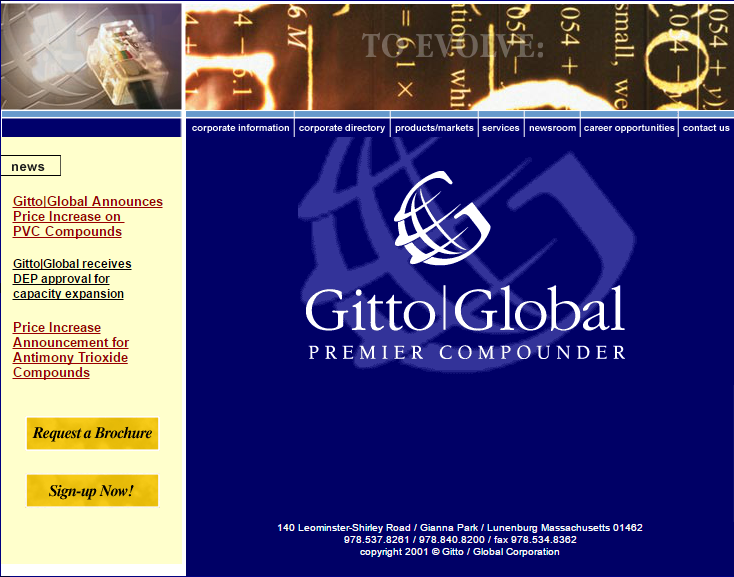 TO EVOLVE:
corporate information
corporate directory
products/markets
services
newsroom
career opportunities
contact us
news
Gitto|Global Announces
Price Increase on
PVC Compounds
Gitto|Global receives
DEP approval for
capacity expansion
Price Increase
Announcement for
Antimony Trioxide
Compounds
Request a Brochure
Sign-up Now!
Gitto|Global
PREMIER COMPOUNDER
140 Leominster-Shirley Road / Gianna Park / Lunenburg Massachusetts 01462
978.537.8261 / 978.840.8200 / fax 978.534.8362
copyright 2001 © Gitto / Global Corporation